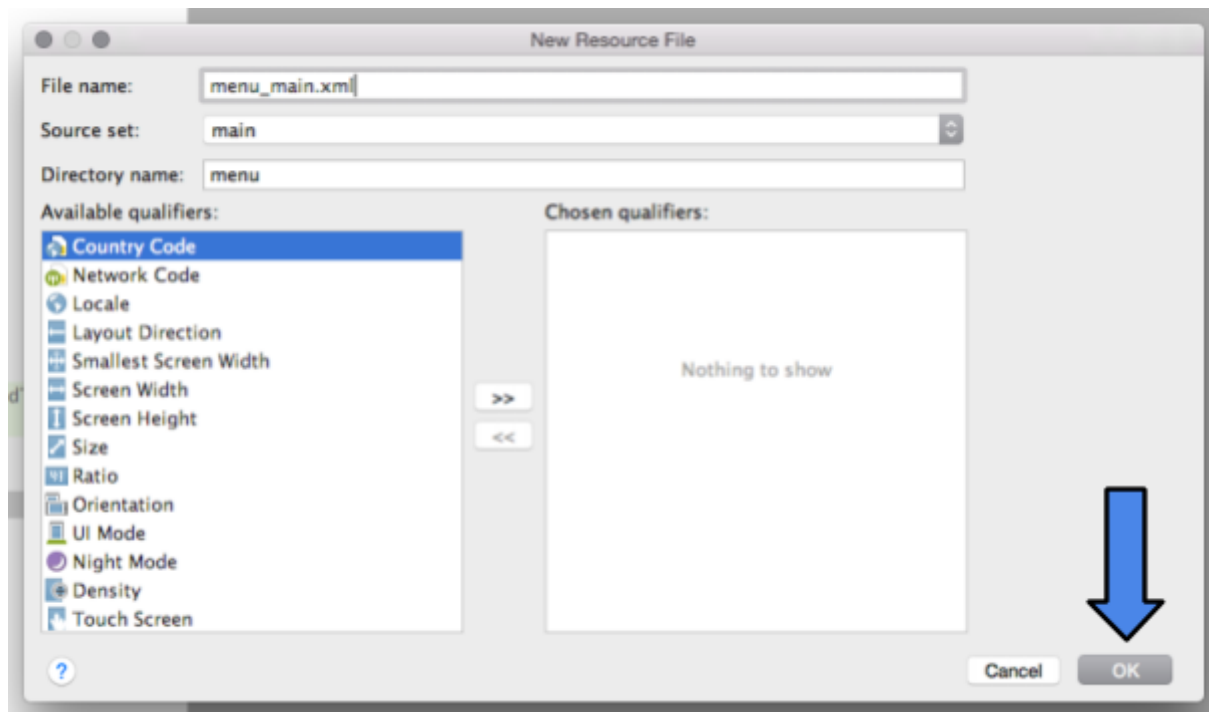 New Resource File
File name: menu_main.xml
Source set: main
Directory name: menu
Available qualifiers: Chosen qualifiers:
Country Code
Network Code
Locale
Layout Direction
Smallest Screen Width
Screen Width
Screen Height
Size
Ratio
Orientation
UI Mode
Night Mode
Density
Touch Screen
>>
<<
Nothing to show
d"
?
Cancel OK